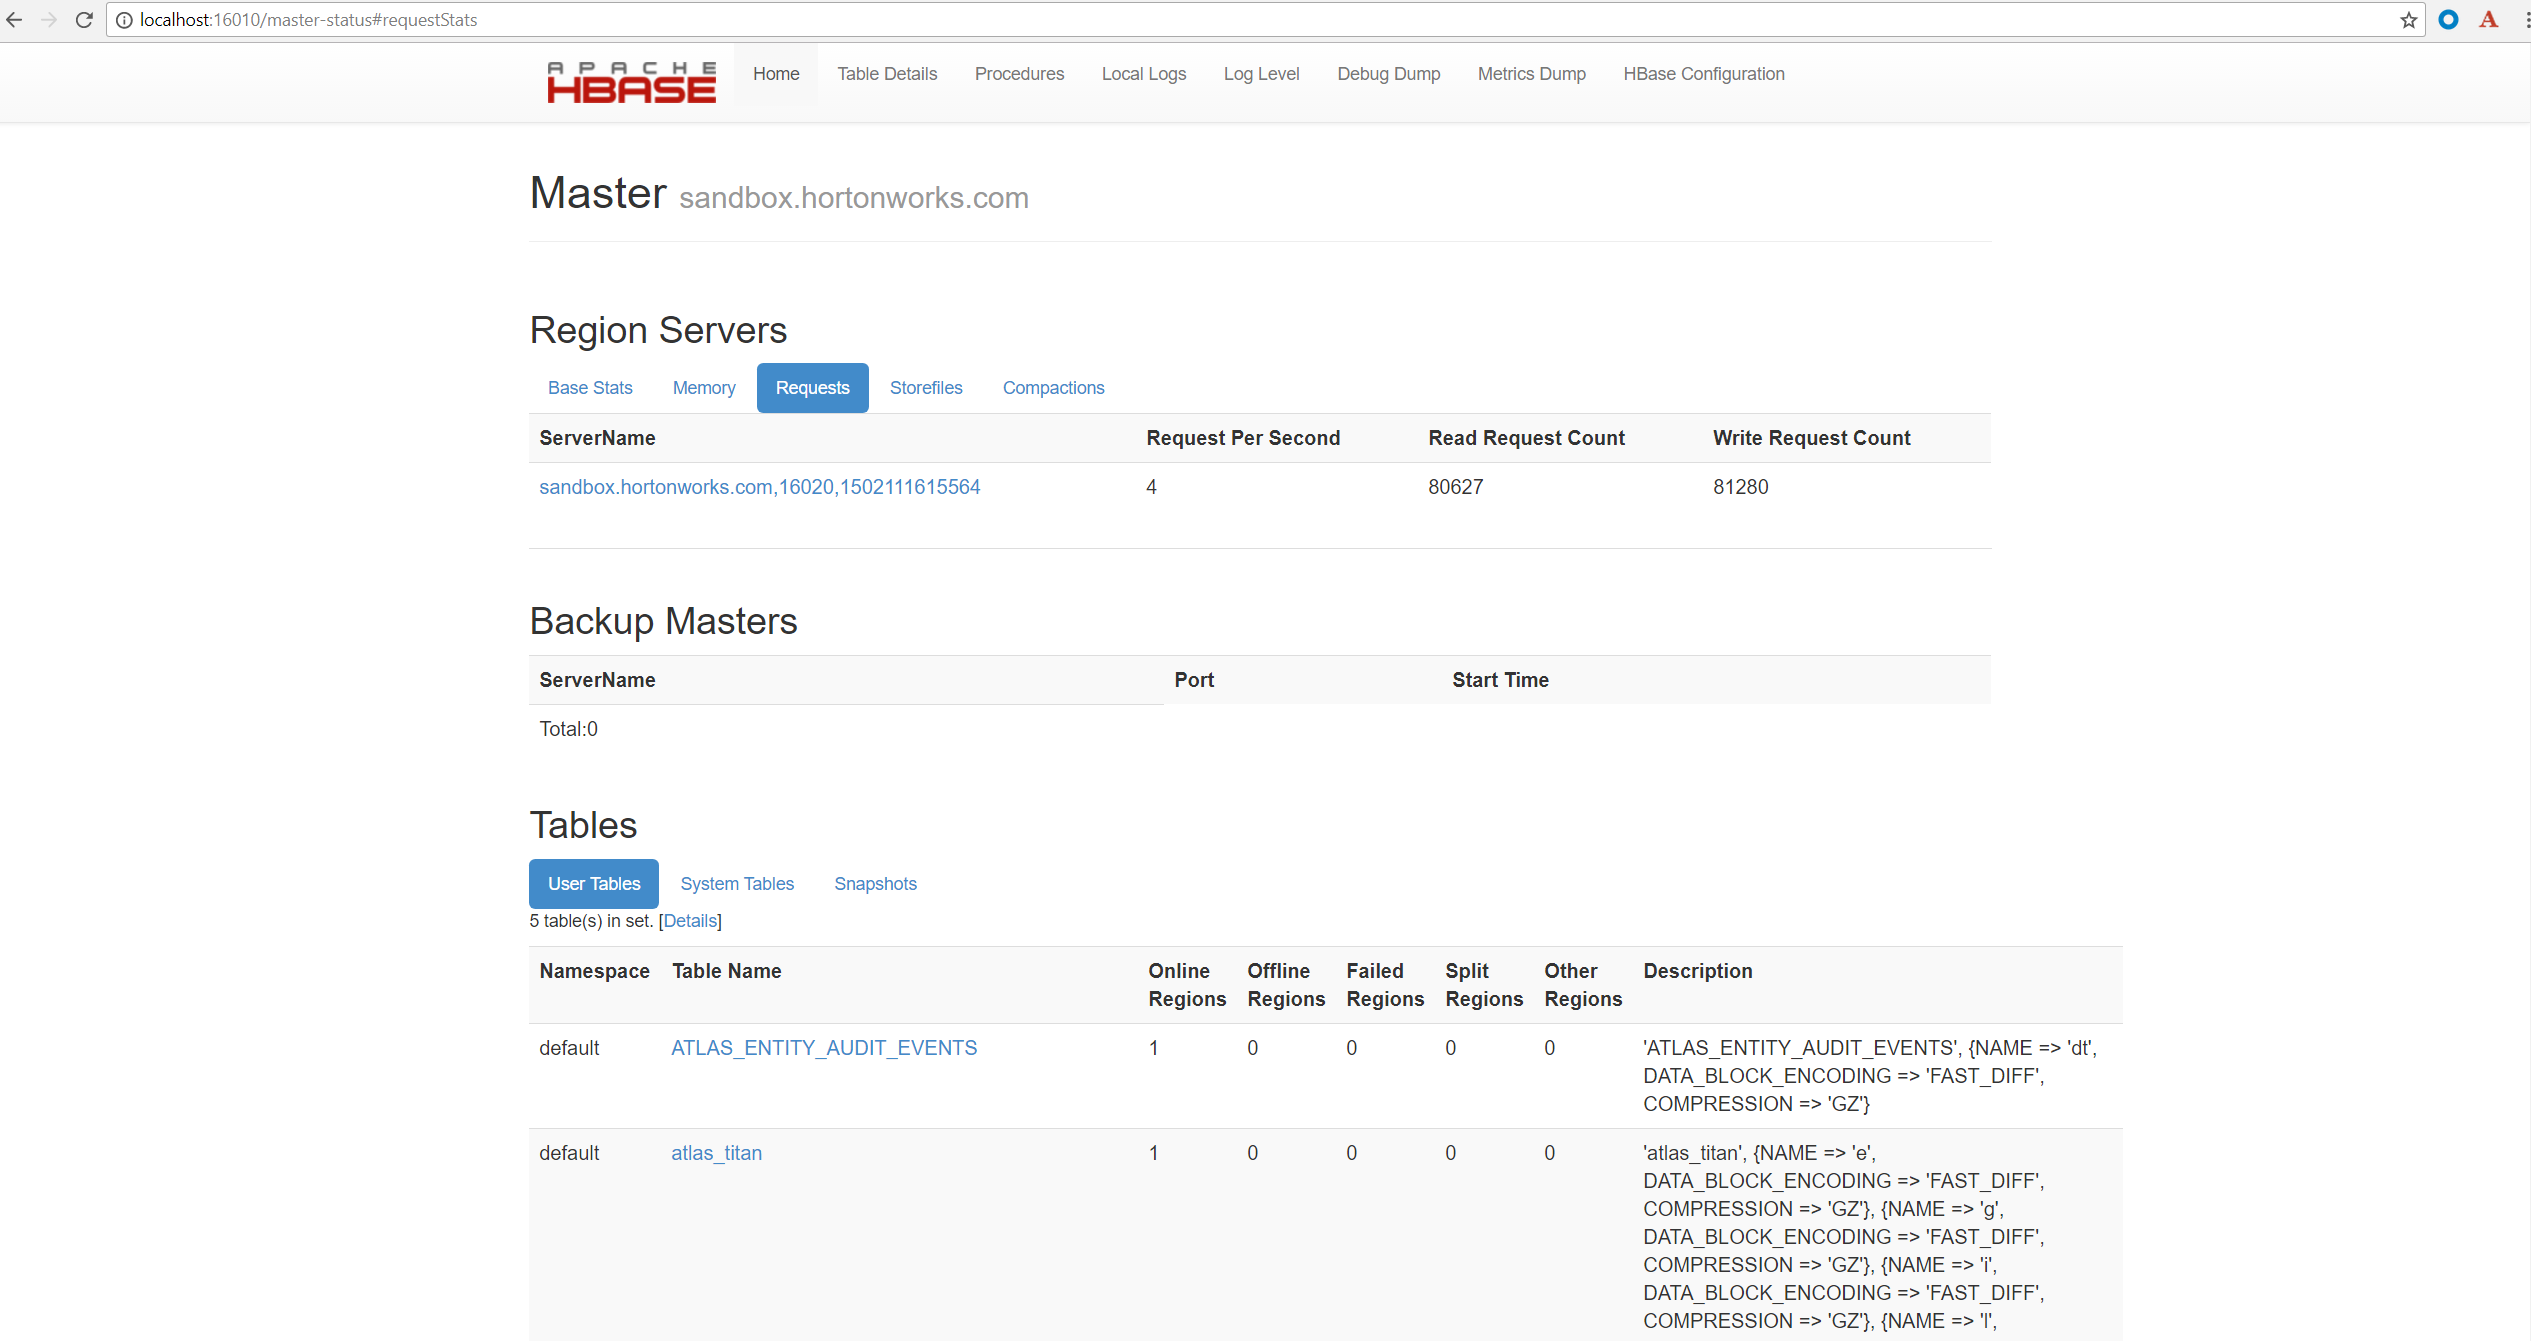 localhost:16010/master-status#requestStats
A
APACHE
HBASE
Home Table Details Procedures Local Logs Log Level Debug Dump Metrics Dump HBase Configuration
Master sandbox.hortonworks.com
Region Servers
Base Stats Memory Requests Storefiles Compactions
ServerName Request Per Second Read Request Count Write Request Count
sandbox.hortonworks.com,16020,1502111615564 4 80627 81280
Backup Masters
ServerName Port Start Time
Total:0
Tables
User Tables System Tables Snapshots
5 table(s) in set. [Details]
Namespace Table Name Online Regions Offline Regions Failed Regions Split Regions Other Regions Description
default ATLAS_ENTITY_AUDIT_EVENTS 1 0 0 0 0 'ATLAS_ENTITY_AUDIT_EVENTS', {NAME => 'dt',
DATA_BLOCK_ENCODING => 'FAST_DIFF',
COMPRESSION => 'GZ'}
default atlas_titan 1 0 0 0 0 'atlas_titan', {NAME => 'e',
DATA_BLOCK_ENCODING => 'FAST_DIFF',
COMPRESSION => 'GZ'}, {NAME => 'g',
DATA_BLOCK_ENCODING => 'FAST_DIFF',
COMPRESSION => 'GZ'}, {NAME => 'i',
DATA_BLOCK_ENCODING => 'FAST_DIFF',
COMPRESSION => 'GZ'}, {NAME => 'l',